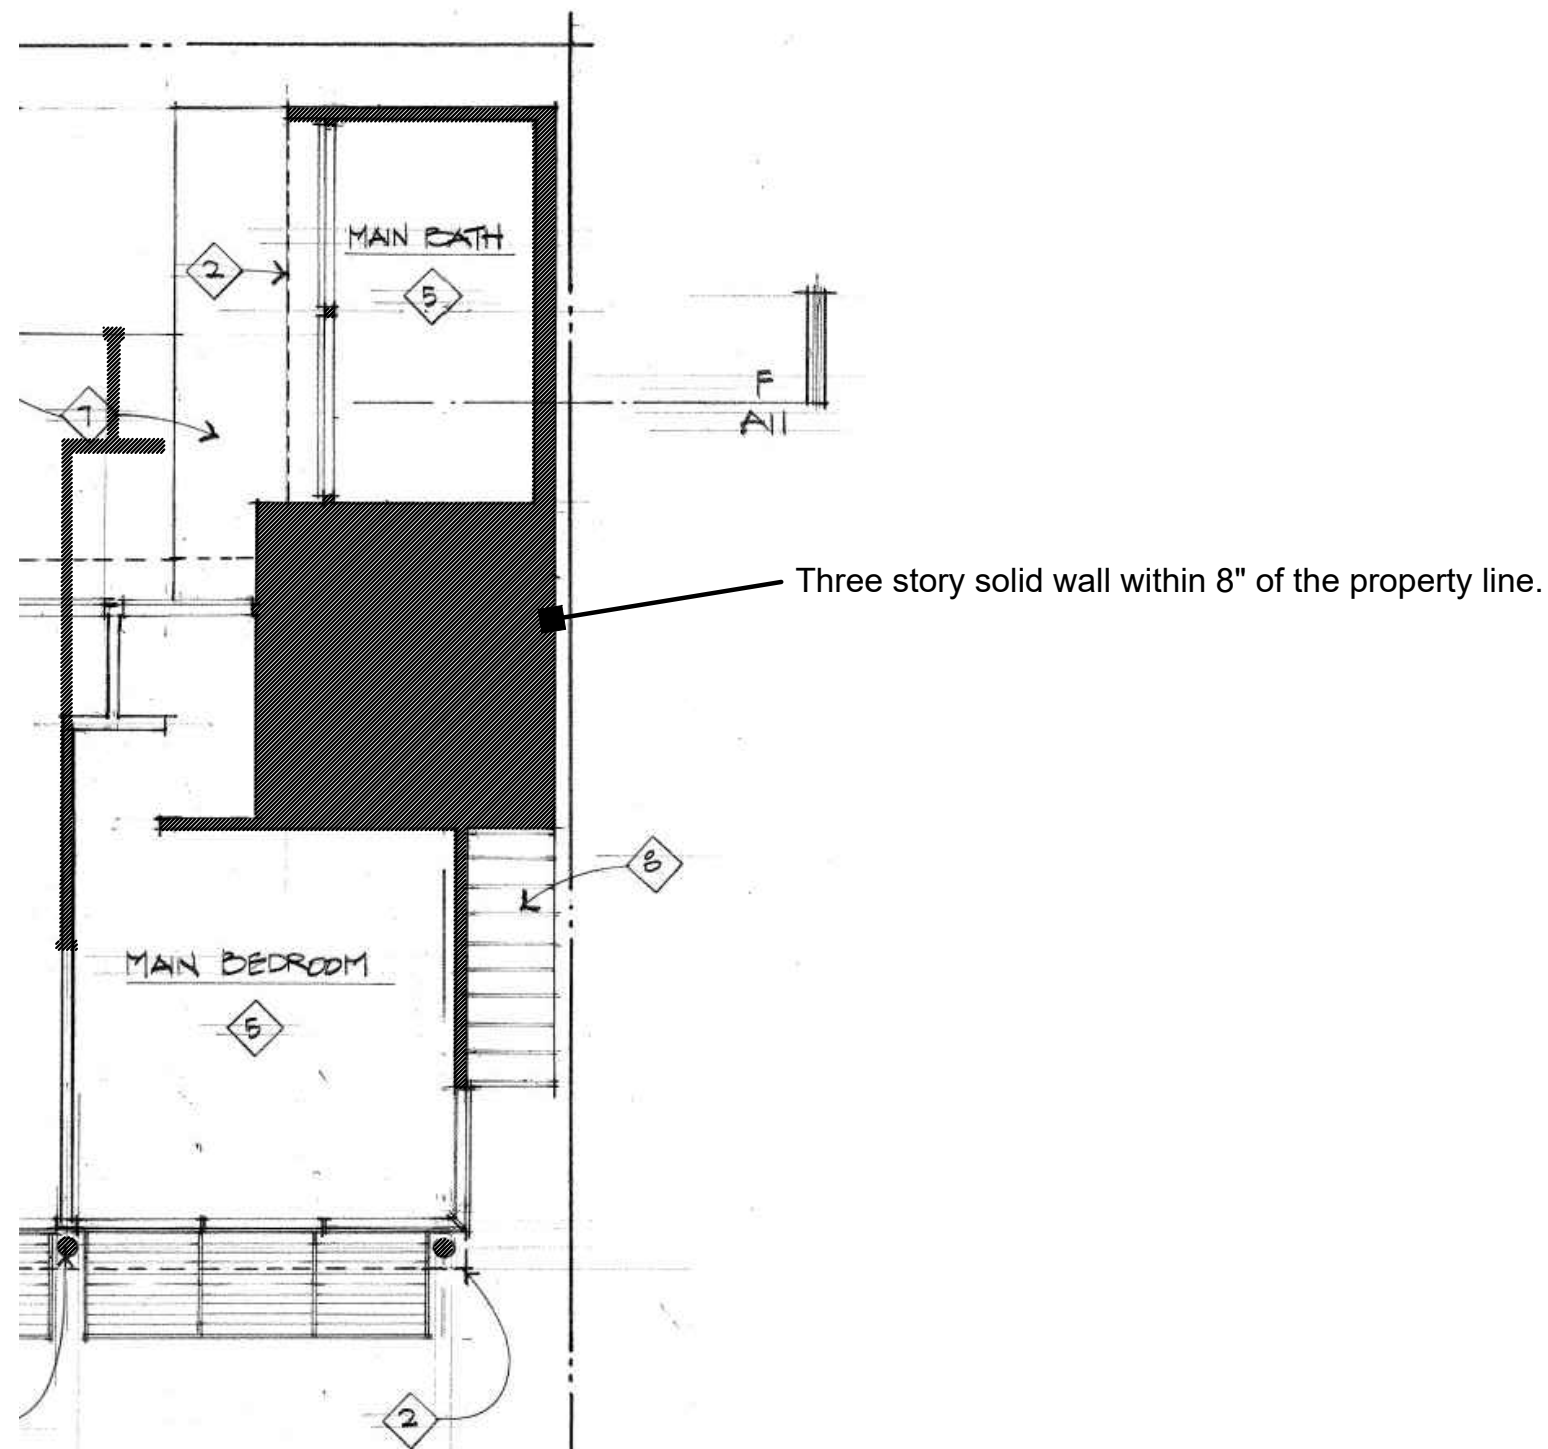 MAIN BATH
2
5
F
7
A11
Three story solid wall within 8" of the property line.
8
MAIN BEDROOM
5
2